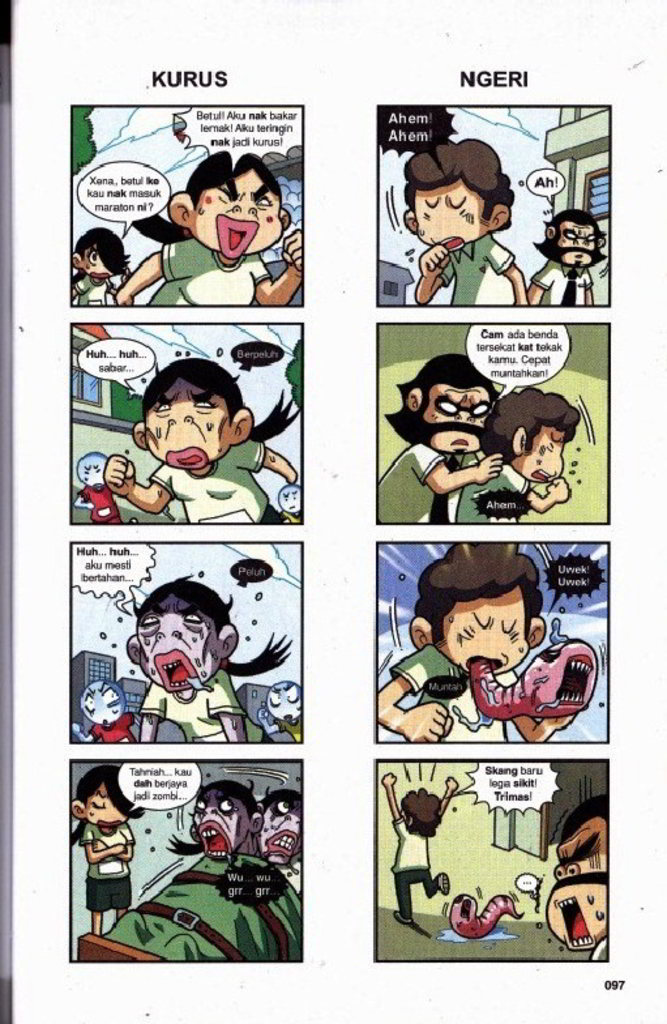 KURUS
Betul! Aku nak bakar
lemak! Aku teringin
nak jadi kurus!
Xena, betul ke
kau nak masuk
maraton ni?
Huh... huh...
sabar...
Berpeluh
Huh... huh...
aku mesti
bertahan...
Peluh
Tahniah... kau
dah berjaya
jadi zombi...
Wu... wu...
grr... grr...
NGERI
Ahem!
Ahem!
Ah!
Cam ada benda
tersekat kat tekak
kamu. Cepat
muntahkan!
Ahem...
Uwek!
Uwek!
Muntah
Skang baru
lega sikit!
Trimas!
...
097